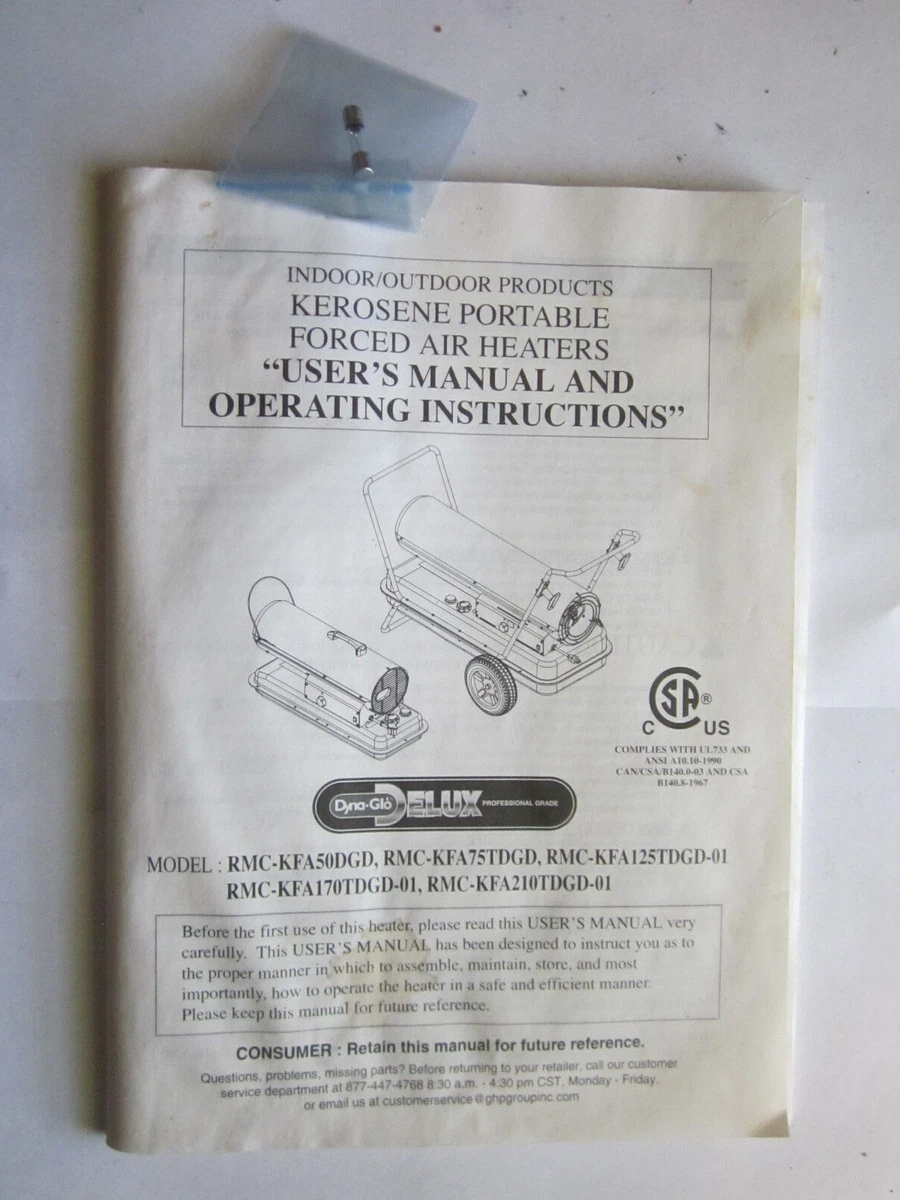 INDOOR/OUTDOOR PRODUCTS
KEROSENE PORTABLE
FORCED AIR HEATERS
“USER’S MANUAL AND
OPERATING INSTRUCTIONS”
CSA®
C US
COMPLIES WITH UL733 AND
ANSI A10.10-1990
CAN/CSA/B140.0-03 AND CSA
B140.8-1967
Dyna-Glo DELUX PROFESSIONAL GRADE
MODEL : RMC-KFA50DGD, RMC-KFA75TDGD, RMC-KFA125TDGD-01
RMC-KFA170TDGD-01, RMC-KFA210TDGD-01
Before the first use of this heater, please read this USER’S MANUAL very
carefully. This USER’S MANUAL has been designed to instruct you as to
the proper manner in which to assemble, maintain, store, and most
importantly, how to operate the heater in a safe and efficient manner.
Please keep this manual for future reference.
CONSUMER : Retain this manual for future reference.
Questions, problems, missing parts? Before returning to your retailer, call our customer
service department at 877-447-4768 8:30 a.m. - 4:30 pm CST, Monday - Friday.
or email us at customerservice@ghpgroupinc.com